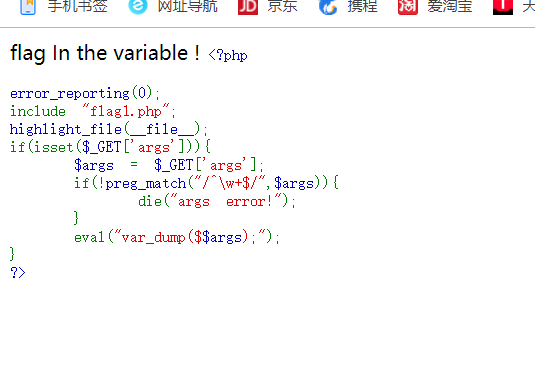 手机书签 网址导航 JD 京东 携程 淘 爱淘宝
flag In the variable ! <?php
error_reporting(0);
include "flag1.php";
highlight_file(__file__);
if(isset($_GET['args'])){
$args = $_GET['args'];
if(!preg_match("/^\w+$/",$args)){
die("args error!");
}
eval("var_dump($$args);");
}
?>